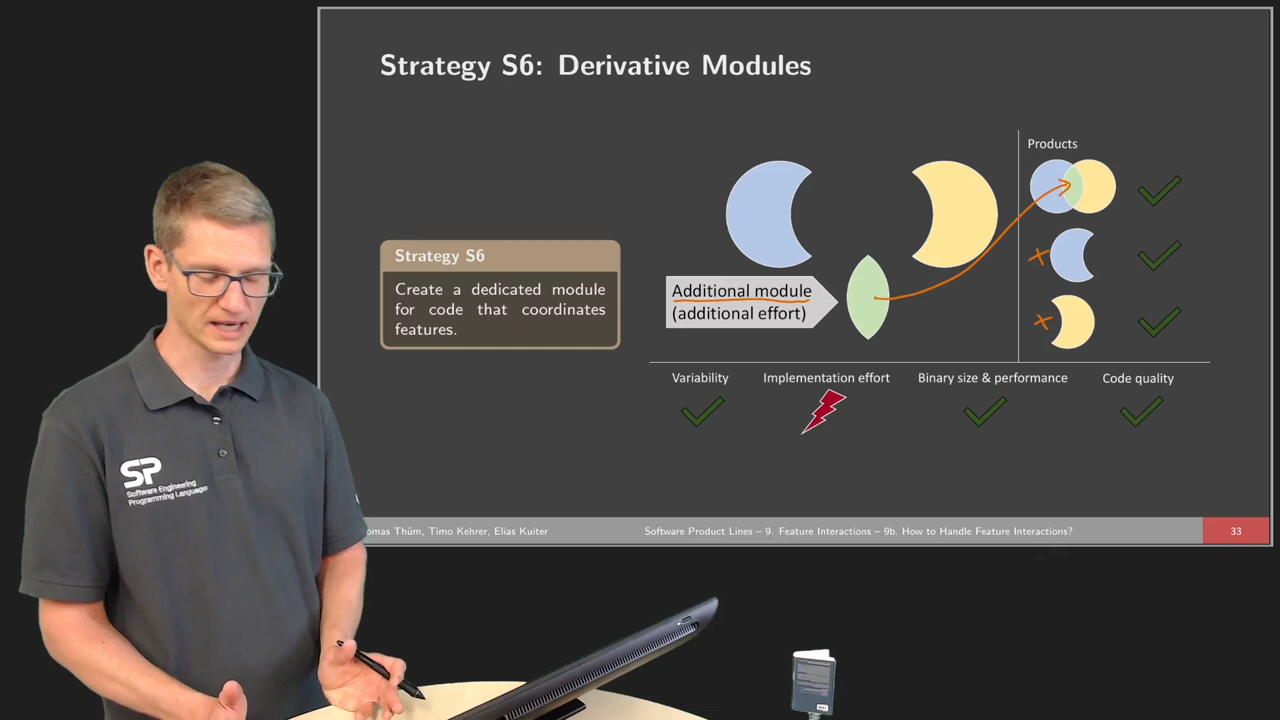 Strategy S6: Derivative Modules
Products
Strategy S6
Create a dedicated module
for code that coordinates
features.
Additional module
(additional effort)
Variability
Implementation effort
Binary size & performance
Code quality
SP
Software Engineering
Programming Languages
omas Thüm, Timo Kehrer, Elias Kuiter
Software Product Lines – 9. Feature Interactions – 9b. How to Handle Feature Interactions?
33